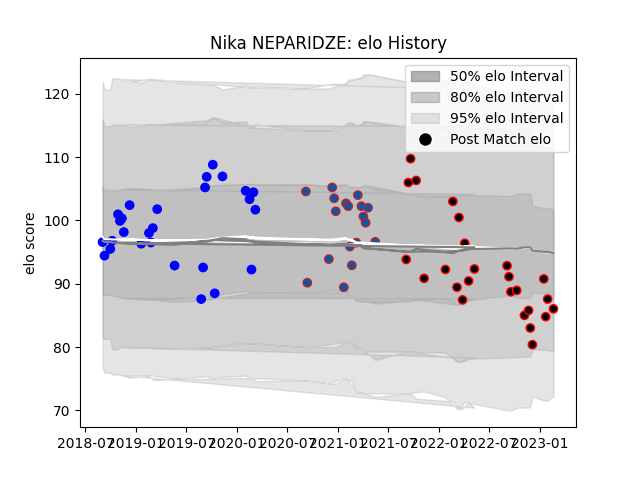 Nika NEPARIDZE: elo History
50% elo Interval
80% elo Interval
95% elo Interval
Post Match elo
elo score
120
110
100
90
80
70
2018-07 2019-01 2019-07 2020-01 2020-07 2021-01 2021-07 2022-01 2022-07 2023-01